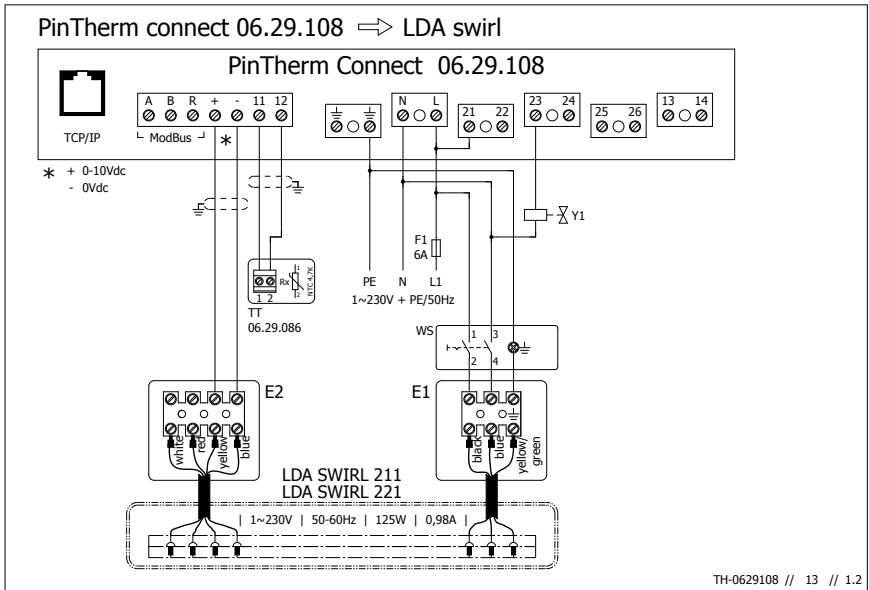 PinTherm connect 06.29.108 ⇨ LDA swirl
PinTherm Connect 06.29.108
A B R + - 11 12
N L
21 22
23 24
25 26
13 14
TCP/IP
ModBus
*
* + 0-10Vdc
- 0Vdc
Y1
F1
6A
Rx
1
2
NTC 4,7K
1 2
TT
06.29.086
PE N L1
1~230V + PE/50Hz
WS
1 3
2 4
E2
E1
white
red
yellow
blue
black
blue
yellow/
green
LDA SWIRL 211
LDA SWIRL 221
| 1~230V | 50-60Hz | 125W | 0,98A |
TH-0629108 // 13 // 1.2